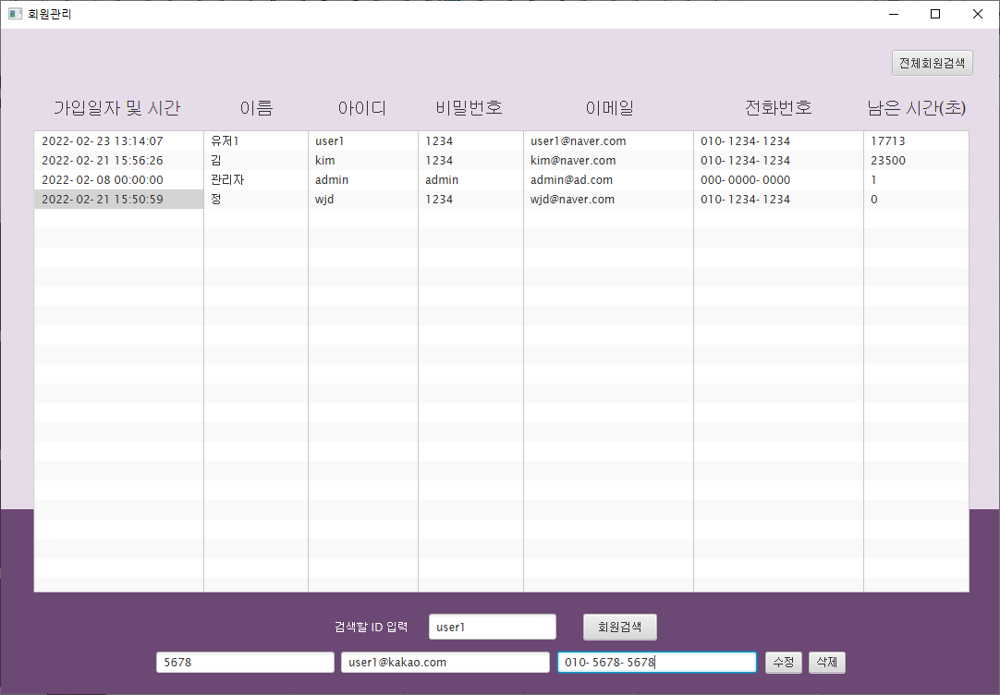 회원관리
전체회원검색
가입일자 및 시간 이름 아이디 비밀번호 이메일 전화번호 남은 시간(초)
2022-02-23 13:14:07 유저1 user1 1234 user1@naver.com 010-1234-1234 17713
2022-02-21 15:56:26 김 kim 1234 kim@naver.com 010-1234-1234 23500
2022-02-08 00:00:00 관리자 admin admin admin@ad.com 000-0000-0000 1
2022-02-21 15:50:59 정 wjd 1234 wjd@naver.com 010-1234-1234 0
검색할 ID 입력 user1 회원검색
5678 user1@kakao.com 010-5678-5678 수정 삭제